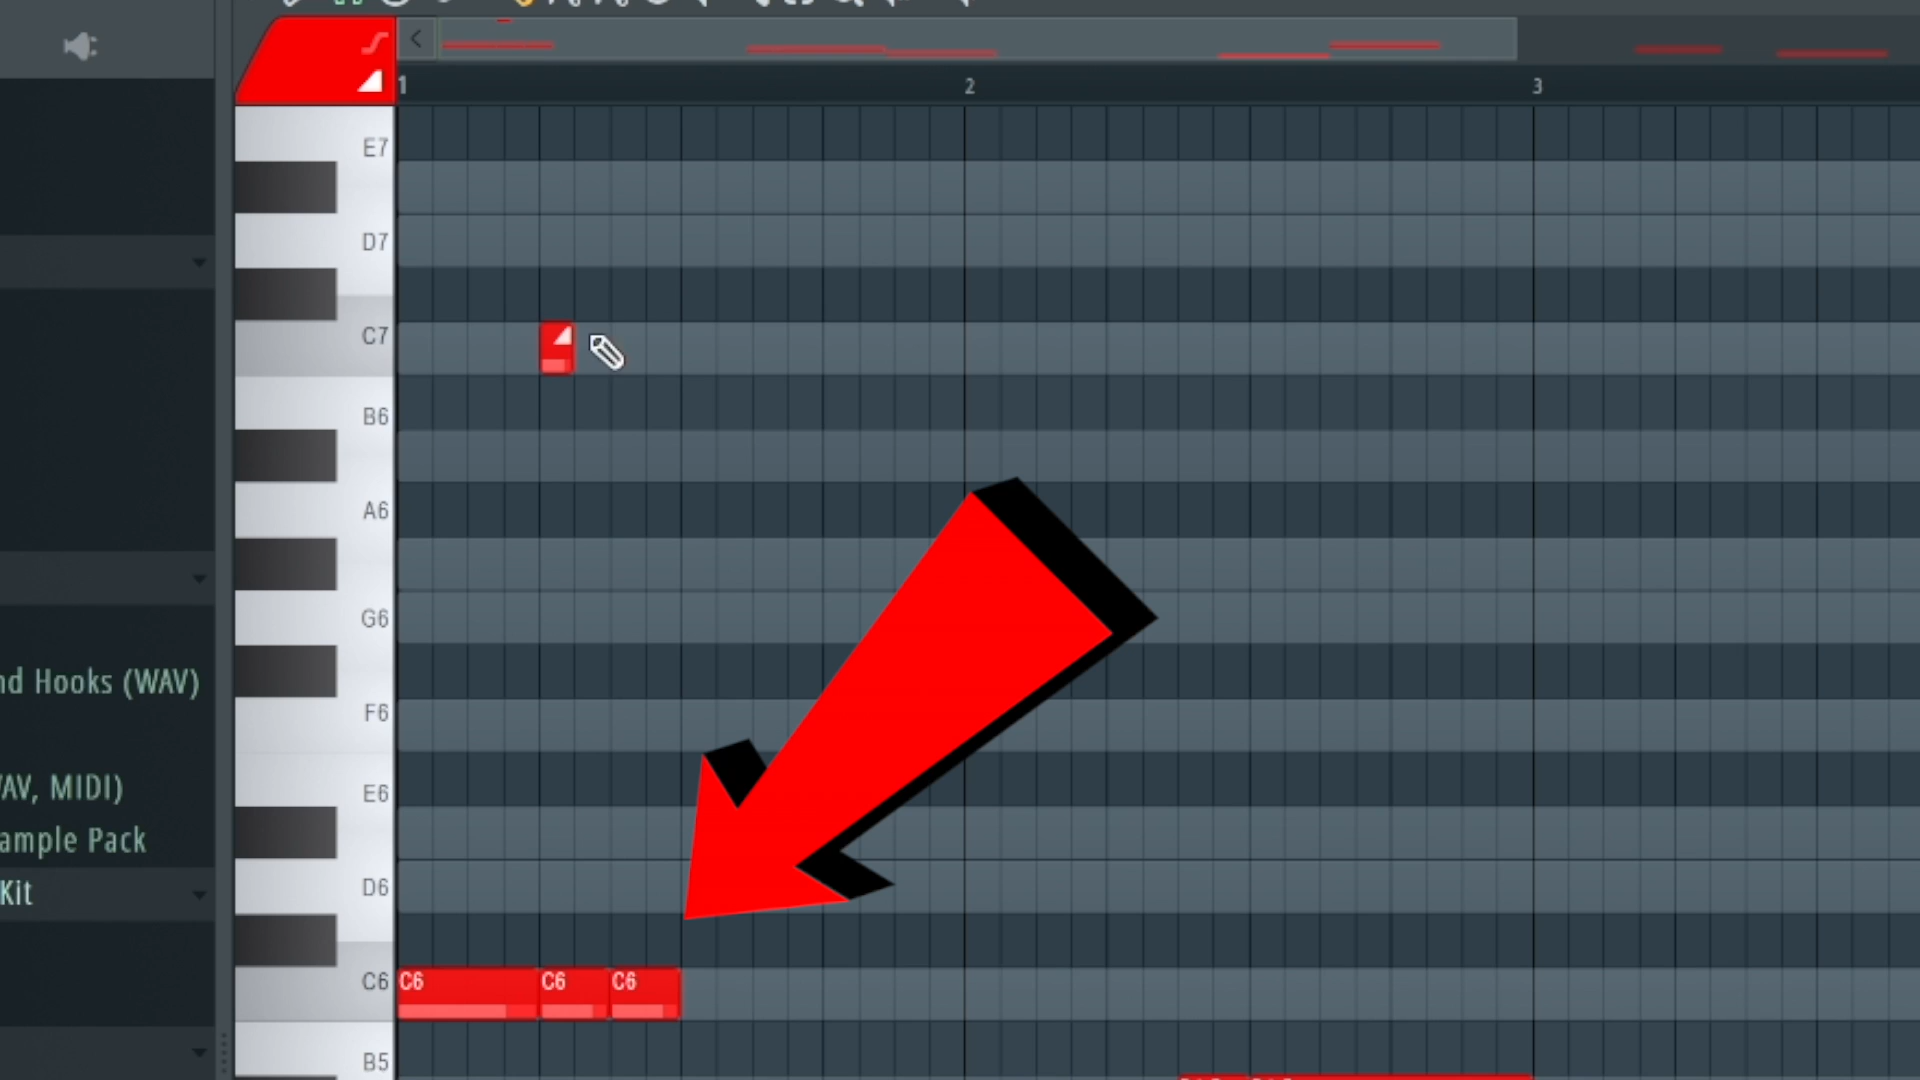 1 2 3
E7
D7
C7
B6
A6
G6
nd Hooks (WAV)
F6
AV, MIDI)
E6
ample Pack
D6
Kit
C6 C6 C6 C6
B5